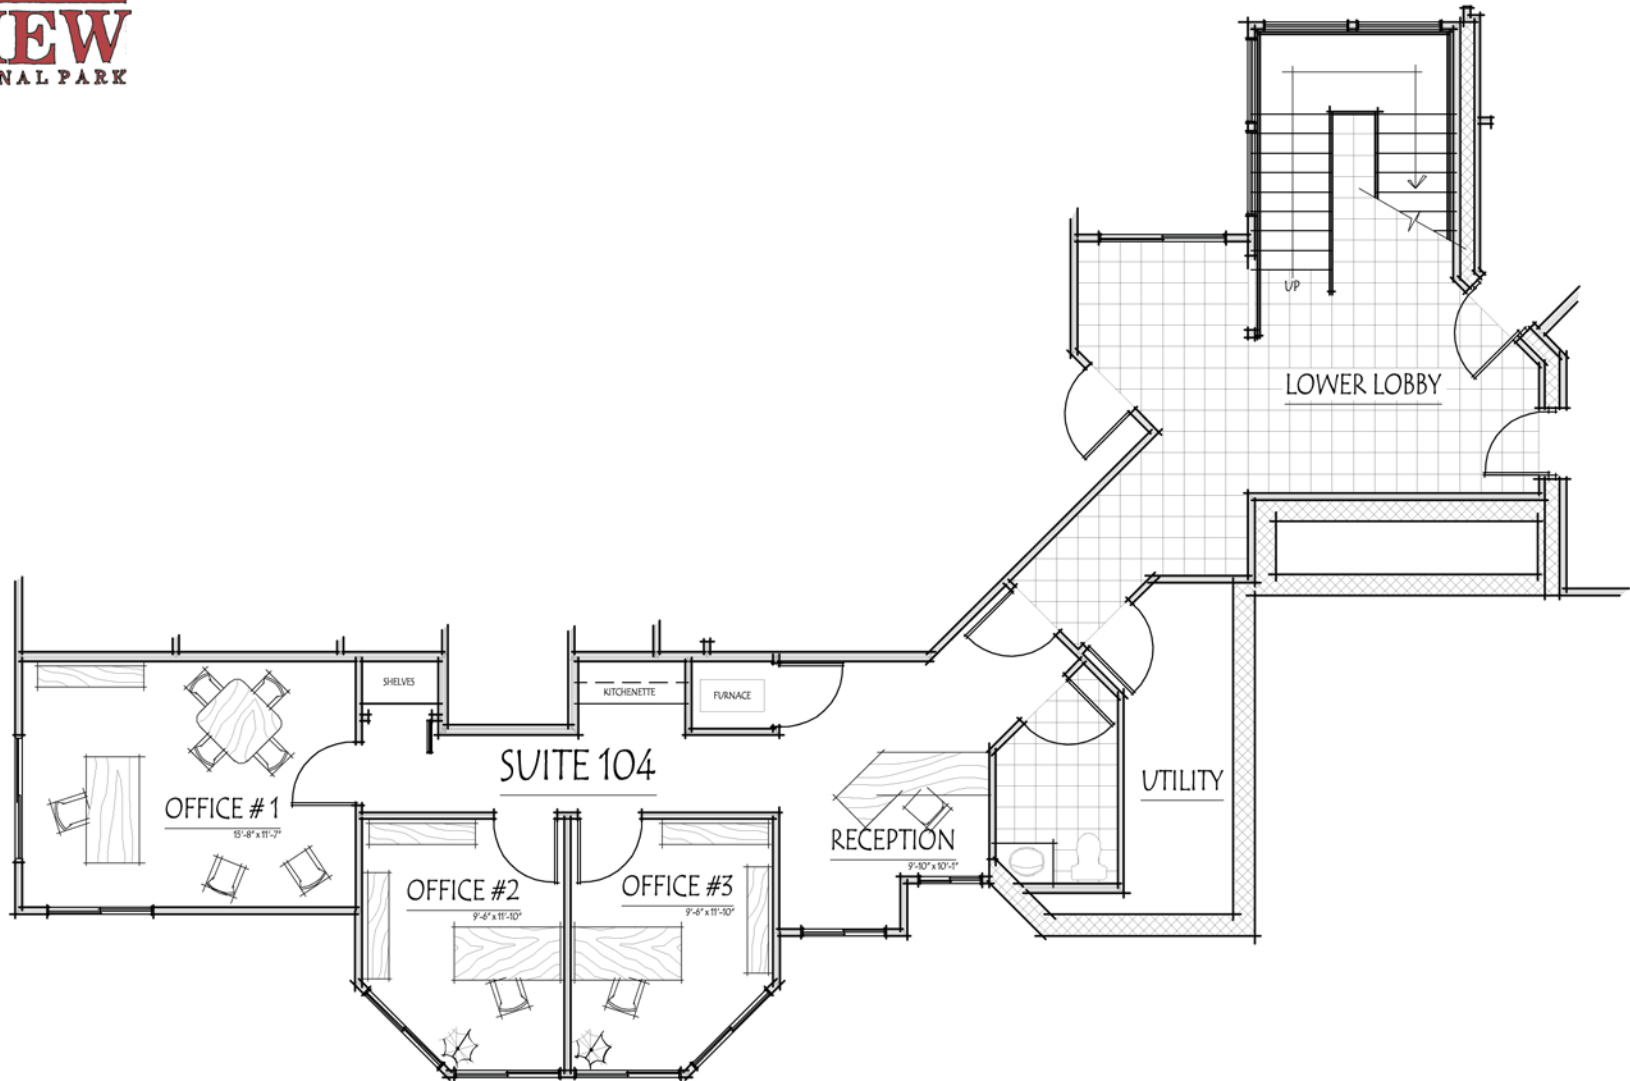 IEW
NAL PARK
UP
LOWER LOBBY
SHELVES
KITCHENETTE
FURNACE
SUITE 104
UTILITY
OFFICE #1
15'-8" x 11'-7"
RECEPTION
9'-10" x 10'-1"
OFFICE #2
9'-6" x 11'-10"
OFFICE #3
9'-6" x 11'-10"